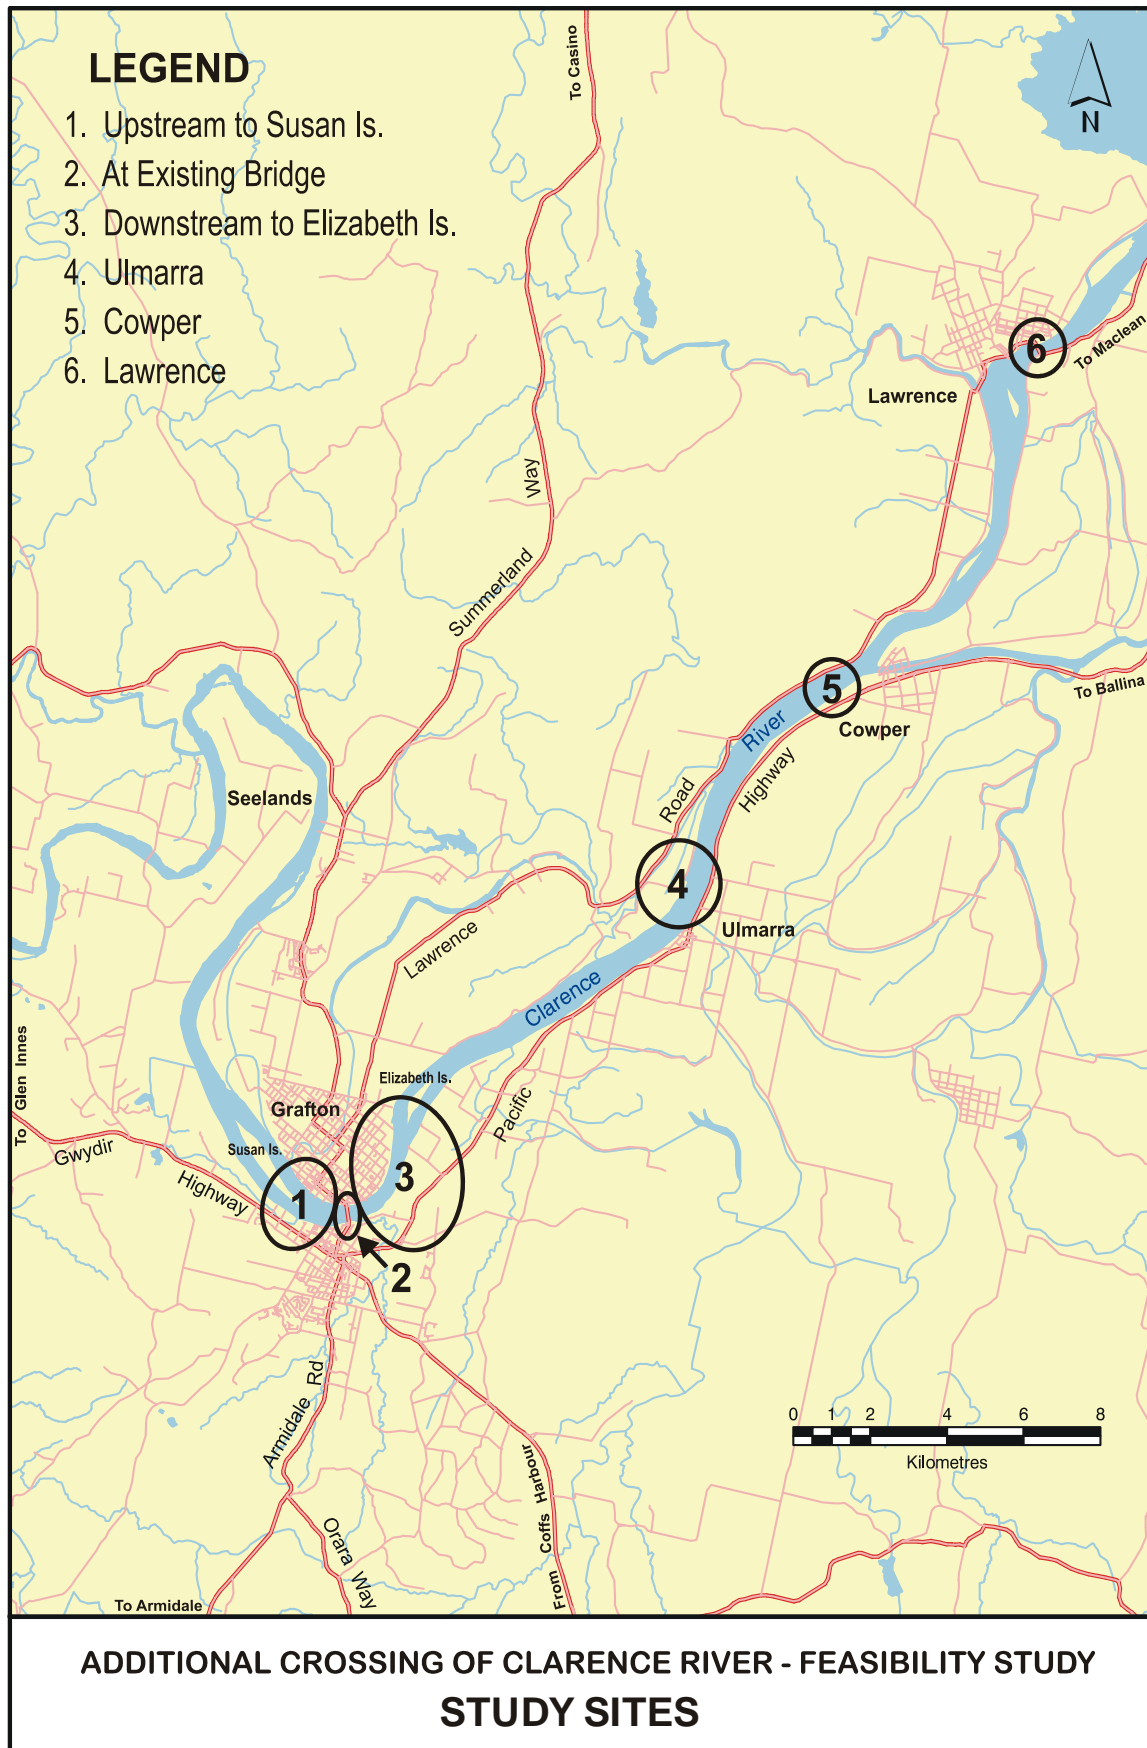 LEGEND
1. Upstream to Susan Is.
2. At Existing Bridge
3. Downstream to Elizabeth Is.
4. Ulmarra
5. Cowper
6. Lawrence
To Casino
N
6
To Maclean
Lawrence
Way
Summerland
5
To Ballina
Cowper
River
Highway
Road
Seelands
4
Ulmarra
Lawrence
Clarence
To Glen Innes
Elizabeth Is.
Grafton
Pacific
Gwydir
Susan Is.
Highway
3
1
2
Armidale Rd
0 1 2 4 6 8
Kilometres
From Coffs Harbour
Orara Way
To Armidale
ADDITIONAL CROSSING OF CLARENCE RIVER - FEASIBILITY STUDY
STUDY SITES